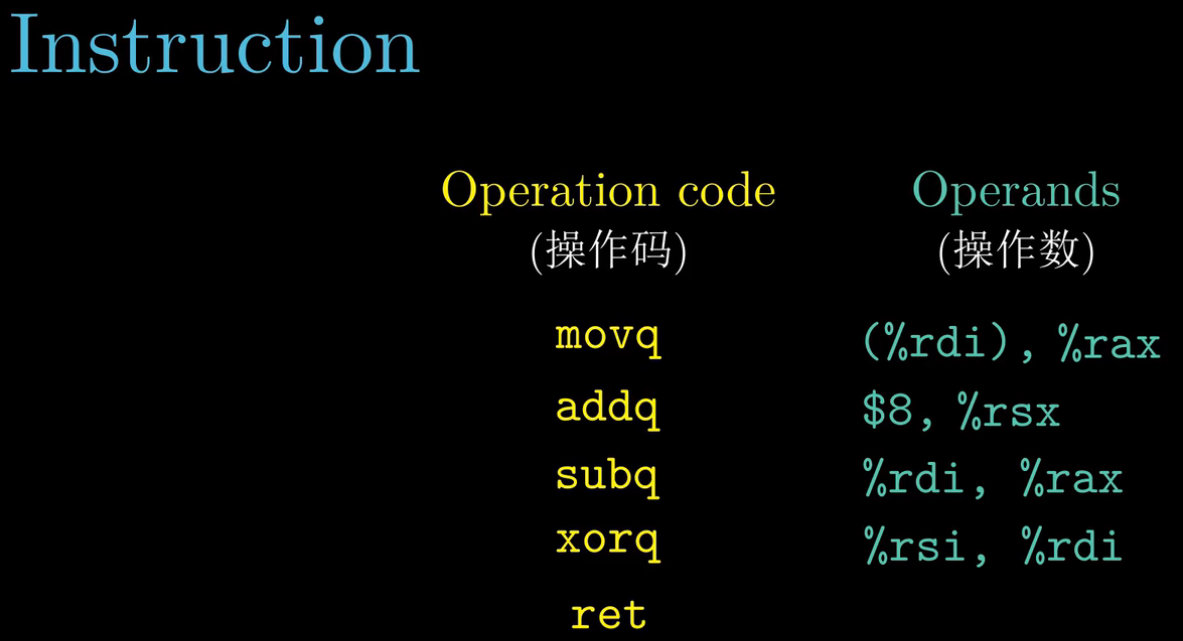 Instruction
Operation code Operands
(操作码) (操作数)
movq (%rdi), %rax
addq $8, %rsx
subq %rdi, %rax
xorq %rsi, %rdi
ret